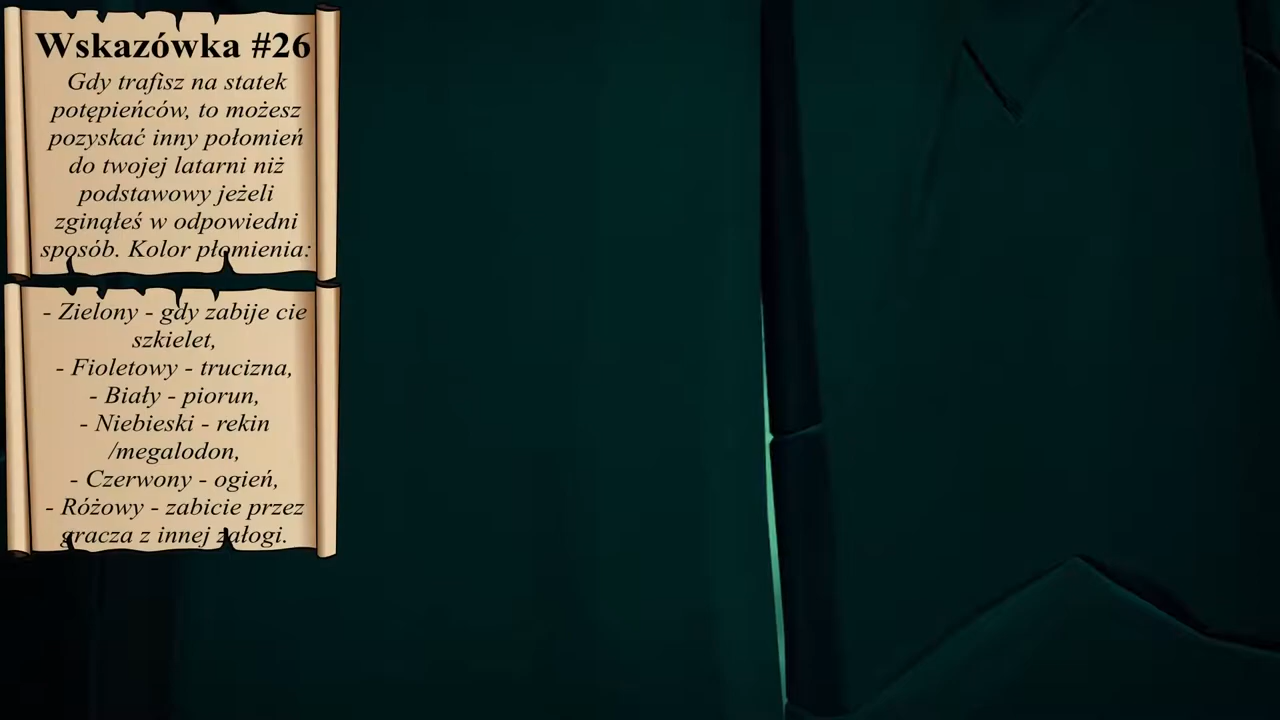 Wskazówka #26
Gdy trafisz na statek
potępieńców, to możesz
pozyskać inny połomień
do twojej latarni niż
podstawowy jeżeli
zginąłeś w odpowiedni
sposób. Kolor płomienia:
- Zielony - gdy zabije cie
szkielet,
- Fioletowy - trucizna,
- Biały - piorun,
- Niebieski - rekin
/megalodon,
- Czerwony - ogień,
- Różowy - zabicie przez
gracza z innej załogi.